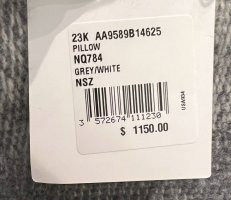 23K AA9589B14625
PILLOW
NQ784
GREY/WHITE
NSZ
3 572674 111230
$ 1150.00